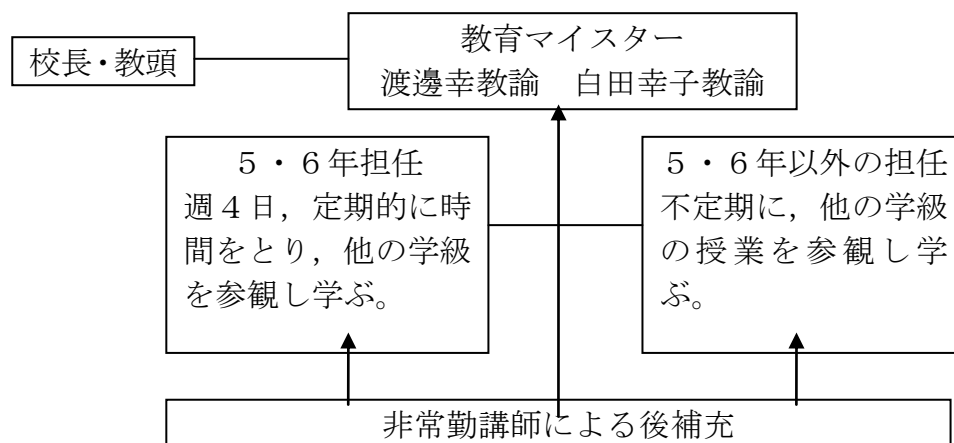 教育マイスター
校長・教頭
渡邊幸教諭　白田幸子教諭
５・６年担任
週４日，定期的に時
間をとり，他の学級
を参観し学ぶ。
５・６年以外の担任
不定期に，他の学級
の授業を参観し学
ぶ。
非常勤講師による後補充